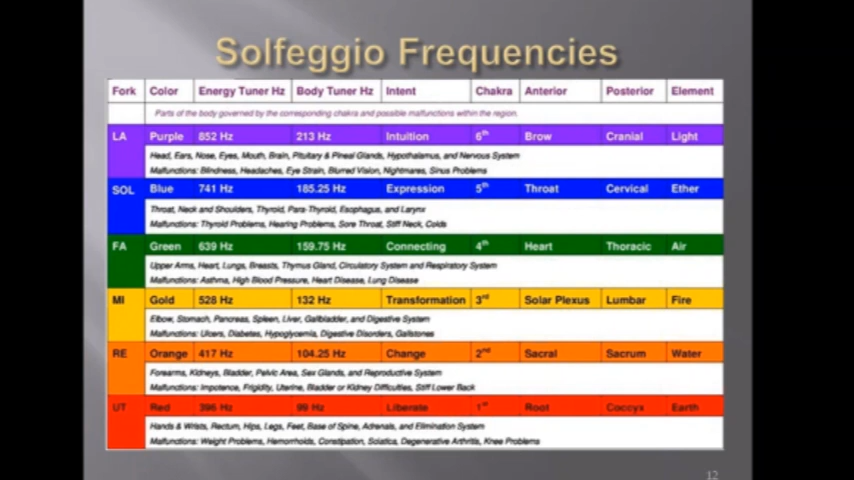 Solfeggio Frequencies
Fork Color Energy Tuner Hz Body Tuner Hz Intent Chakra Anterior Posterior Element
Parts of the body governed by the corresponding chakra and possible malfunctions within the region.
LA Purple 852 Hz 213 Hz Intuition 6th Brow Cranial Light
Head, Ears, Nose, Eyes, Mouth, Brain, Pituitary & Pineal Glands, Hypothalamus, and Nervous System
Malfunctions: Blindness, Headaches, Eye Strain, Blurred Vision, Nightmares, Sinus Problems
SOL Blue 741 Hz 185.25 Hz Expression 5th Throat Cervical Ether
Throat, Neck and Shoulders, Thyroid, Para-Thyroid, Esophagus, and Larynx
Malfunctions: Thyroid Problems, Hearing Problems, Sore Throat, Stiff Neck, Colds
FA Green 639 Hz 159.75 Hz Connecting 4th Heart Thoracic Air
Upper Arms, Heart, Lungs, Breasts, Thymus Gland, Circulatory System and Respiratory System
Malfunctions: Asthma, High Blood Pressure, Heart Disease, Lung Disease
MI Gold 528 Hz 132 Hz Transformation 3rd Solar Plexus Lumbar Fire
Elbow, Stomach, Pancreas, Spleen, Liver, Gallbladder, and Digestive System
Malfunctions: Ulcers, Diabetes, Hypoglycemia, Digestive Disorders, Gallstones
RE Orange 417 Hz 104.25 Hz Change 2nd Sacral Sacrum Water
Forearms, Kidneys, Bladder, Pelvic Area, Sex Glands, and Reproductive System
Malfunctions: Impotence, Frigidity, Uterine, Bladder or Kidney Difficulties, Stiff Lower Back
UT Red 396 Hz 99 Hz Liberate 1st Root Coccyx Earth
Hands & Wrists, Rectum, Hips, Legs, Feet, Base of Spine, Adrenals, and Elimination System
Malfunctions: Weight Problems, Hemorrhoids, Constipation, Sciatica, Degenerative Arthritis, Knee Problems
12